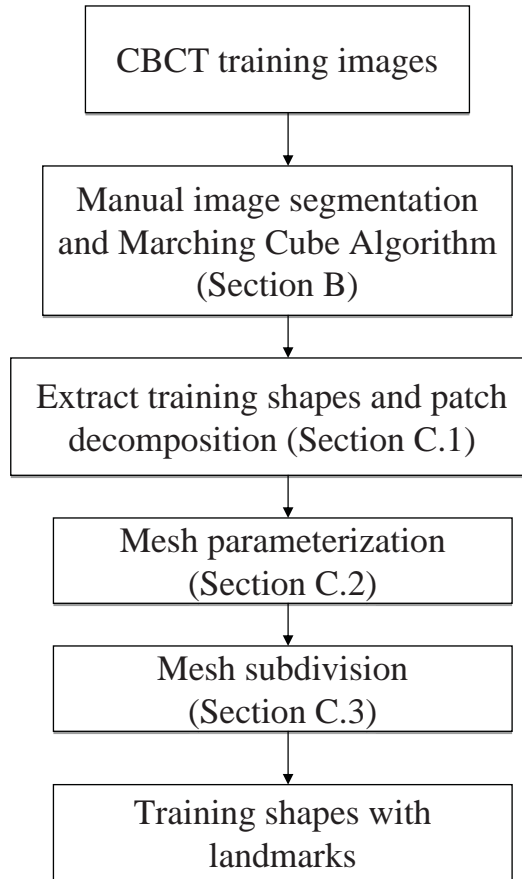 CBCT training images
Manual image segmentation
and Marching Cube Algorithm
(Section B)
Extract training shapes and patch
decomposition (Section C.1)
Mesh parameterization
(Section C.2)
Mesh subdivision
(Section C.3)
Training shapes with
landmarks